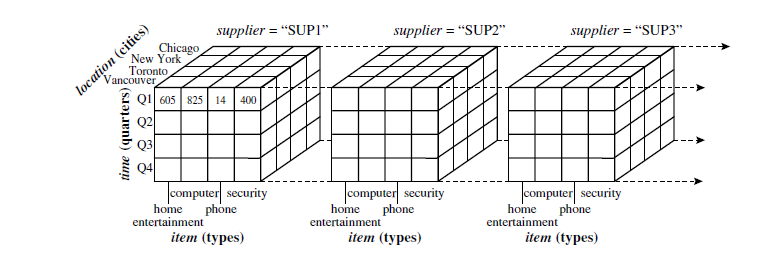 supplier = “SUP1” supplier = “SUP2” supplier = “SUP3”
location (cities)
Chicago
New York
Toronto
Vancouver
time (quarters)
Q1 605 825 14 400
Q2
Q3
Q4
computer security computer security computer security
home phone home phone home phone
entertainment entertainment entertainment
item (types) item (types) item (types)